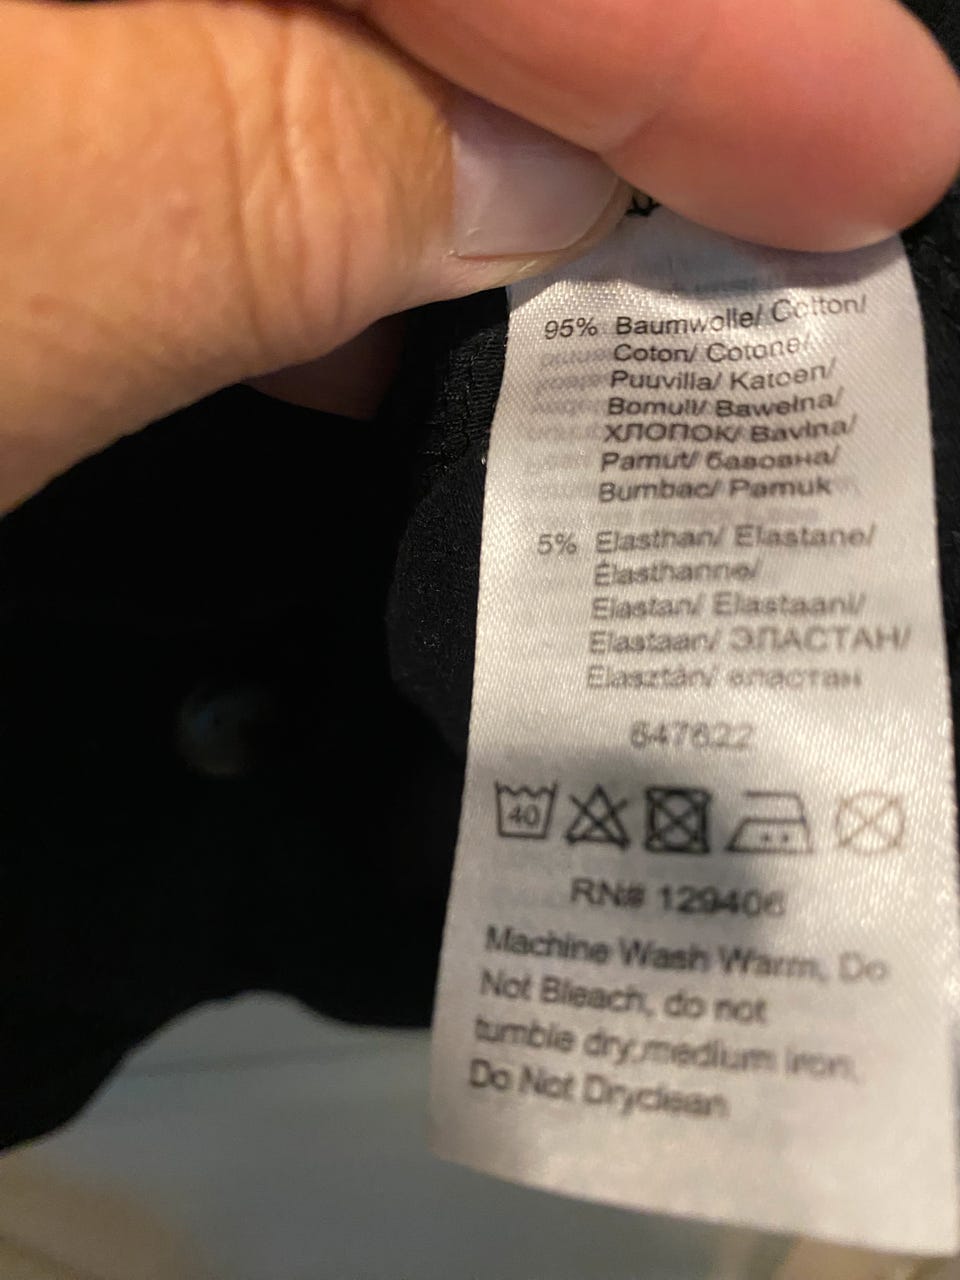 95% Baumwolle/ Cotton/
Coton/ Cotone/
Puuvilla/ Katoen/
Bomull/ Bawełna/
ХЛОПОК/ Bavlna/
Pamut/ бавовна/
Bumbac/ Pamuk
5% Elasthan/ Elastane/
Élasthanne/
Elastan/ Elastaani/
Elastaan/ ЭЛАСТАН/
Elasztán/ еластан
647622
40
RN# 129406
Machine Wash Warm, Do
Not Bleach, do not
tumble dry,medium iron,
Do Not Dryclean